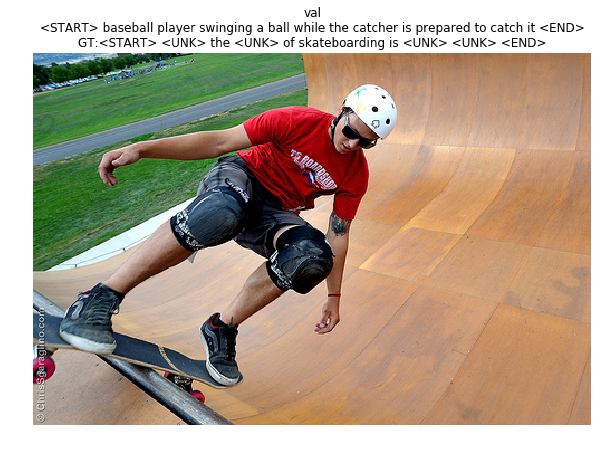 val
<START> baseball player swinging a ball while the catcher is prepared to catch it <END>
GT:<START> <UNK> the <UNK> of skateboarding is <UNK> <UNK> <END>